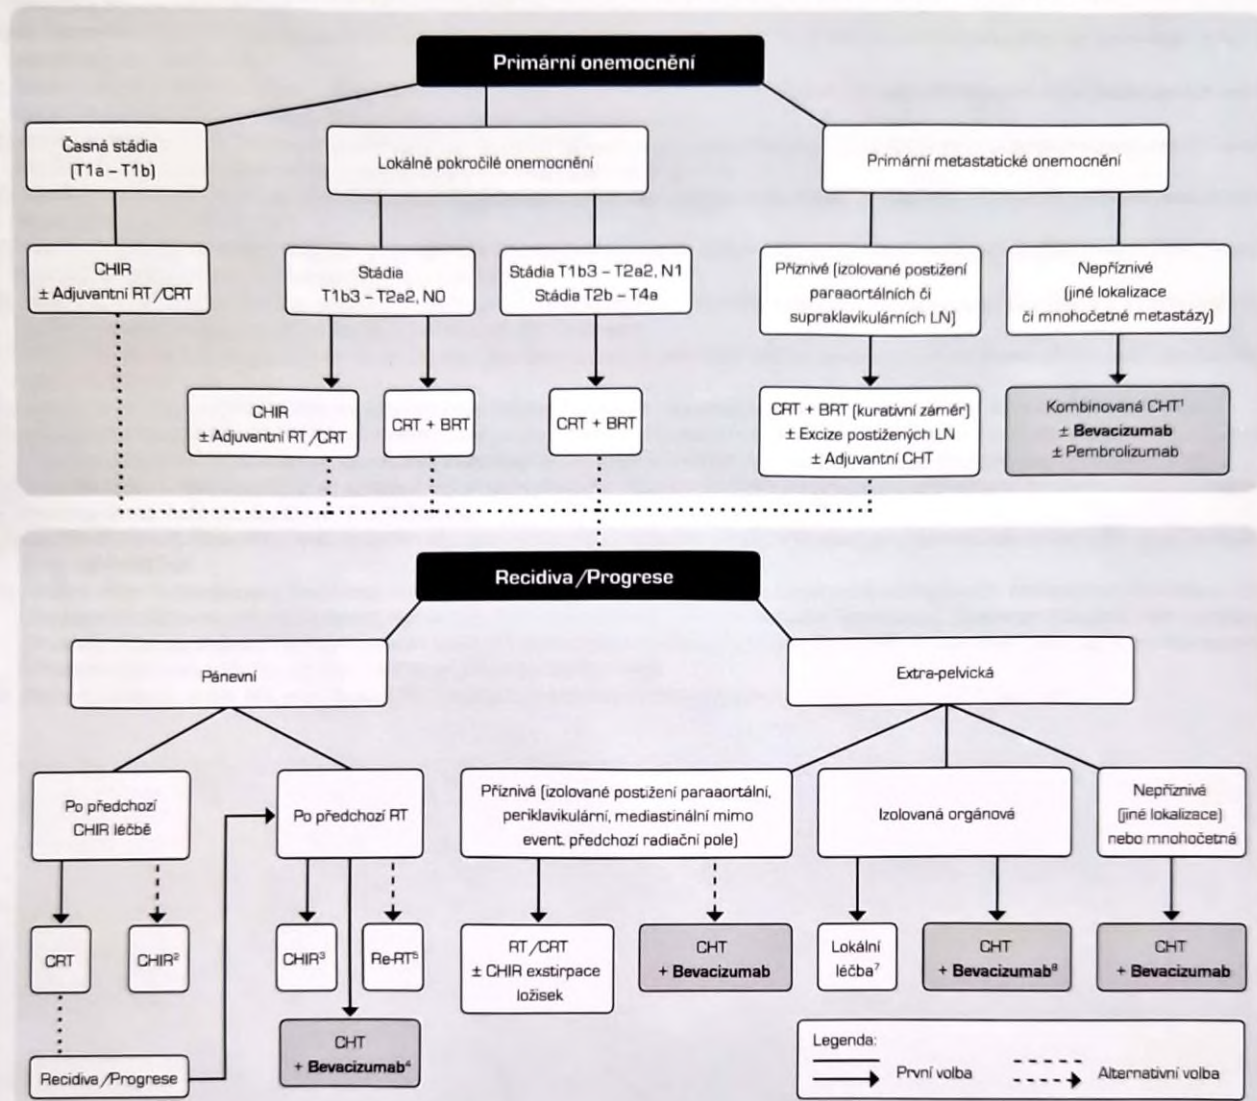 Primární onemocnění
Časná stádia
(T1a – T1b)
Lokálně pokročilé onemocnění
Primární metastatické onemocnění
CHIR
± Adjuvantní RT/CRT
Stádia
T1b3 – T2a2, N0
Stádia T1b3 – T2a2, N1
Stádia T2b – T4a
Příznivé (izolované postižení
paraaortálních či
supraklavikulárních LN)
Nepříznivé
(jiné lokalizace
či mnohočetné metastázy)
CHIR
± Adjuvantní RT/CRT
CRT + BRT
CRT + BRT
CRT + BRT (kurativní záměr)
± Excize postižených LN
± Adjuvantní CHT
Kombinovaná CHT¹
± Bevacizumab
± Pembrolizumab
Recidiva/Progrese
Pánevní
Extra-pelvická
Po předchozí
CHIR léčbě
Po předchozí RT
Příznivá (izolované postižení paraaortální,
periklavikulární, mediastinální mimo
event. předchozí radiační pole)
Izolovaná orgánová
Nepříznivá
(jiné lokalizace)
nebo mnohočetná
CRT
CHIR²
CHIR³
Re-RT⁵
RT/CRT
± CHIR exstirpace
ložisek
CHT
+ Bevacizumab
Lokální
léčba⁷
CHT
+ Bevacizumab⁸
CHT
+ Bevacizumab
Recidiva/Progrese
CHT
+ Bevacizumab⁴
Legenda:
První volba
Alternativní volba